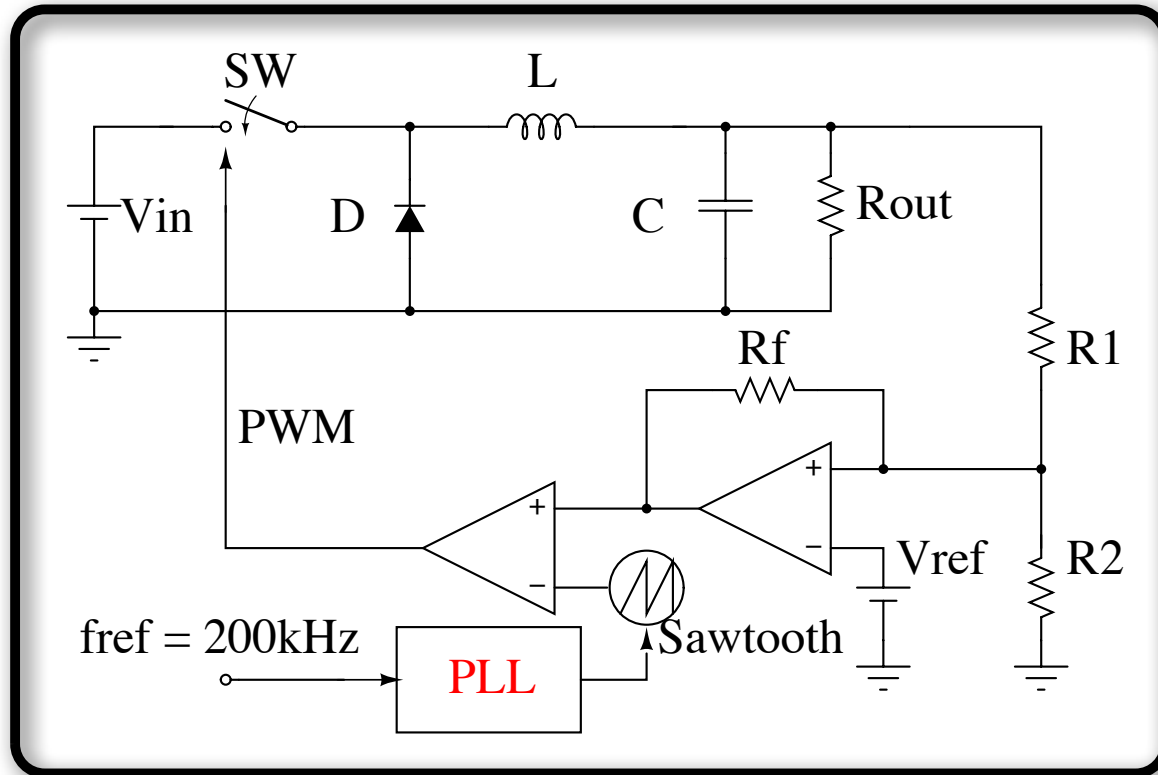 SW
L
Vin
D
C
Rout
Rf
R1
PWM
+
+
−
−
Vref
R2
fref = 200kHz
Sawtooth
PLL